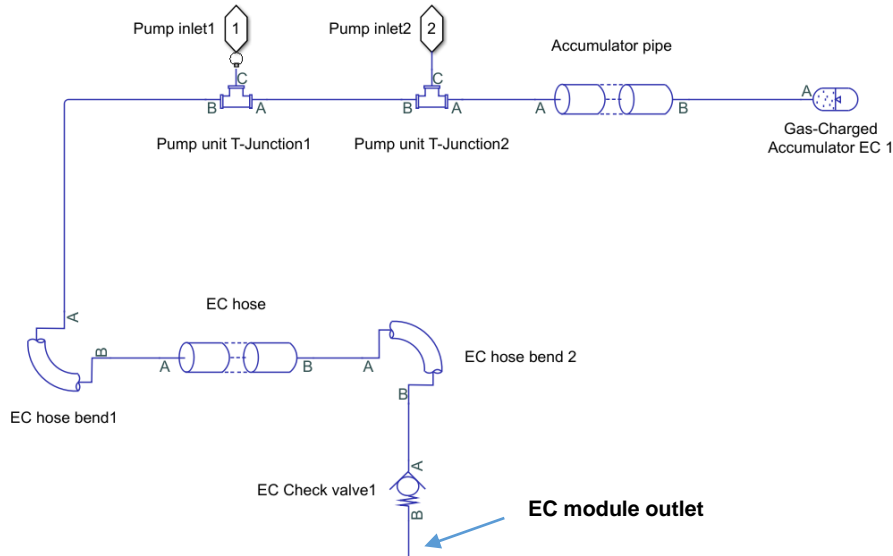 Pump inlet1
1
Pump inlet2
2
Accumulator pipe
C
C
B
A
B
A
A
B
A
Pump unit T-Junction1
Pump unit T-Junction2
Gas-Charged
Accumulator EC 1
EC hose
A
B
A
B
A
EC hose bend 2
B
EC hose bend1
A
EC Check valve1
B
EC module outlet